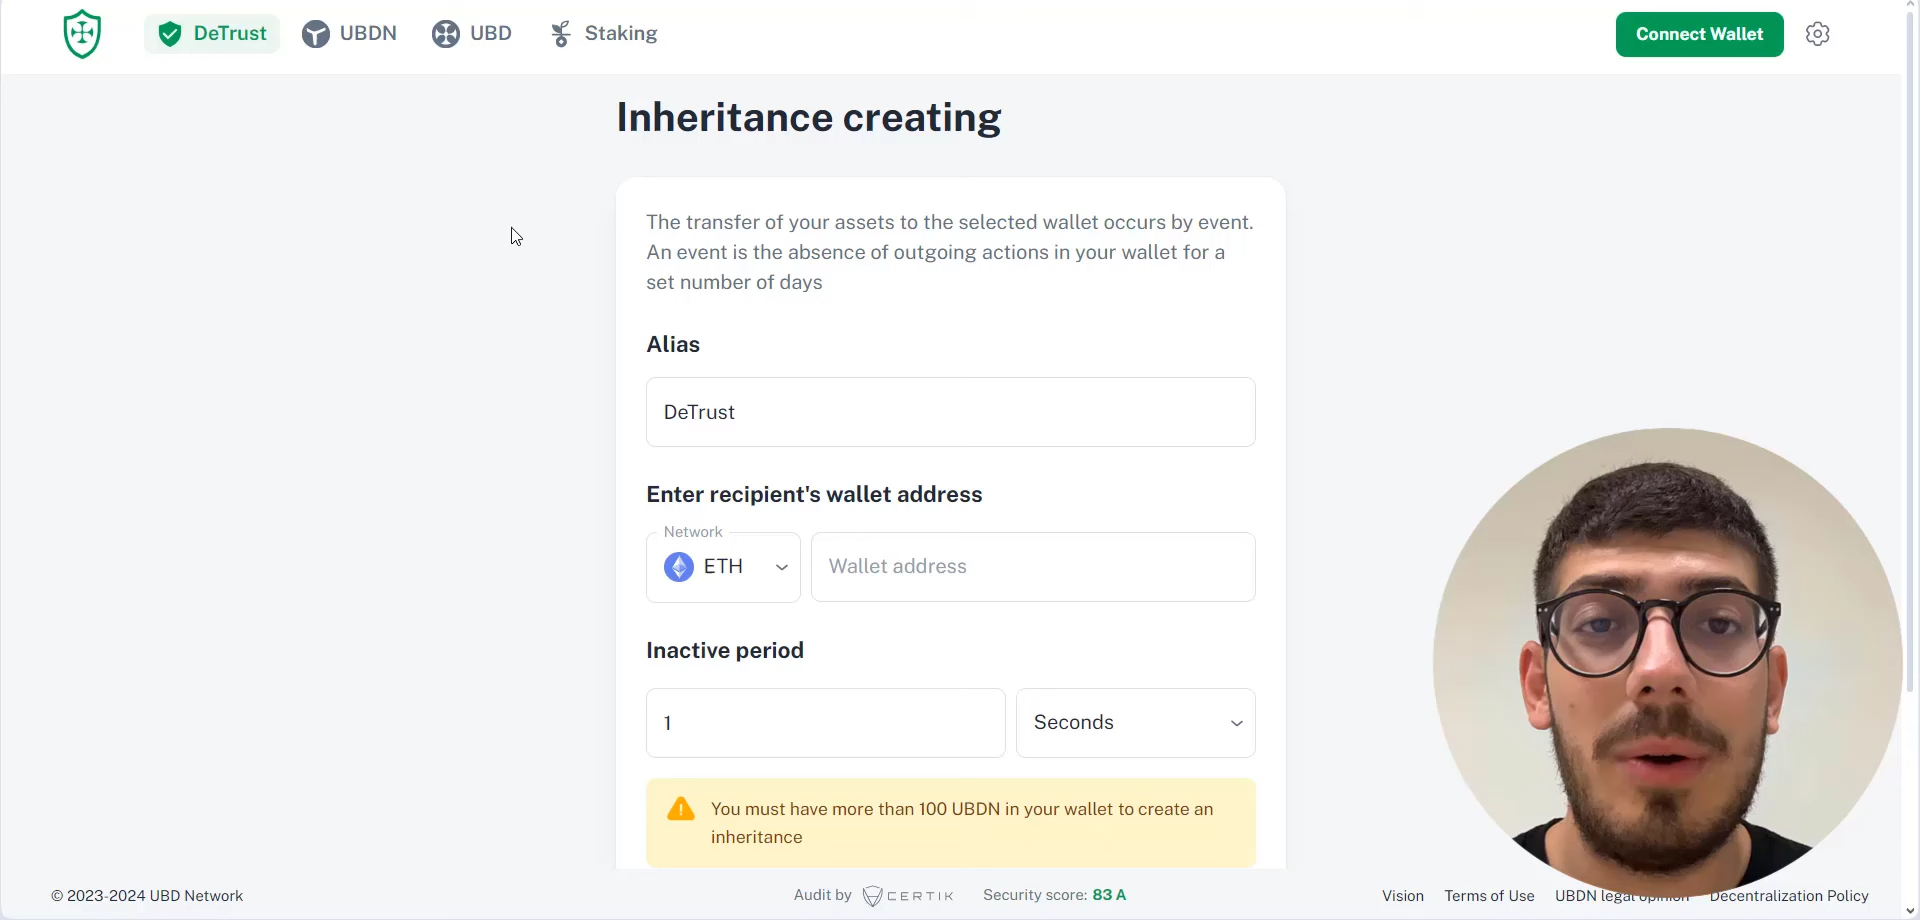 DeTrust
UBDN
UBD
Staking
Connect Wallet
Inheritance creating
The transfer of your assets to the selected wallet occurs by event.
An event is the absence of outgoing actions in your wallet for a
set number of days
Alias
DeTrust
Enter recipient's wallet address
Network
ETH
Wallet address
Inactive period
1
Seconds
You must have more than 100 UBDN in your wallet to create an
inheritance
© 2023-2024 UBD Network
Audit by CERTIK
Security score: 83 A
Vision
Terms of Use
UBDN legal opinion
Decentralization Policy